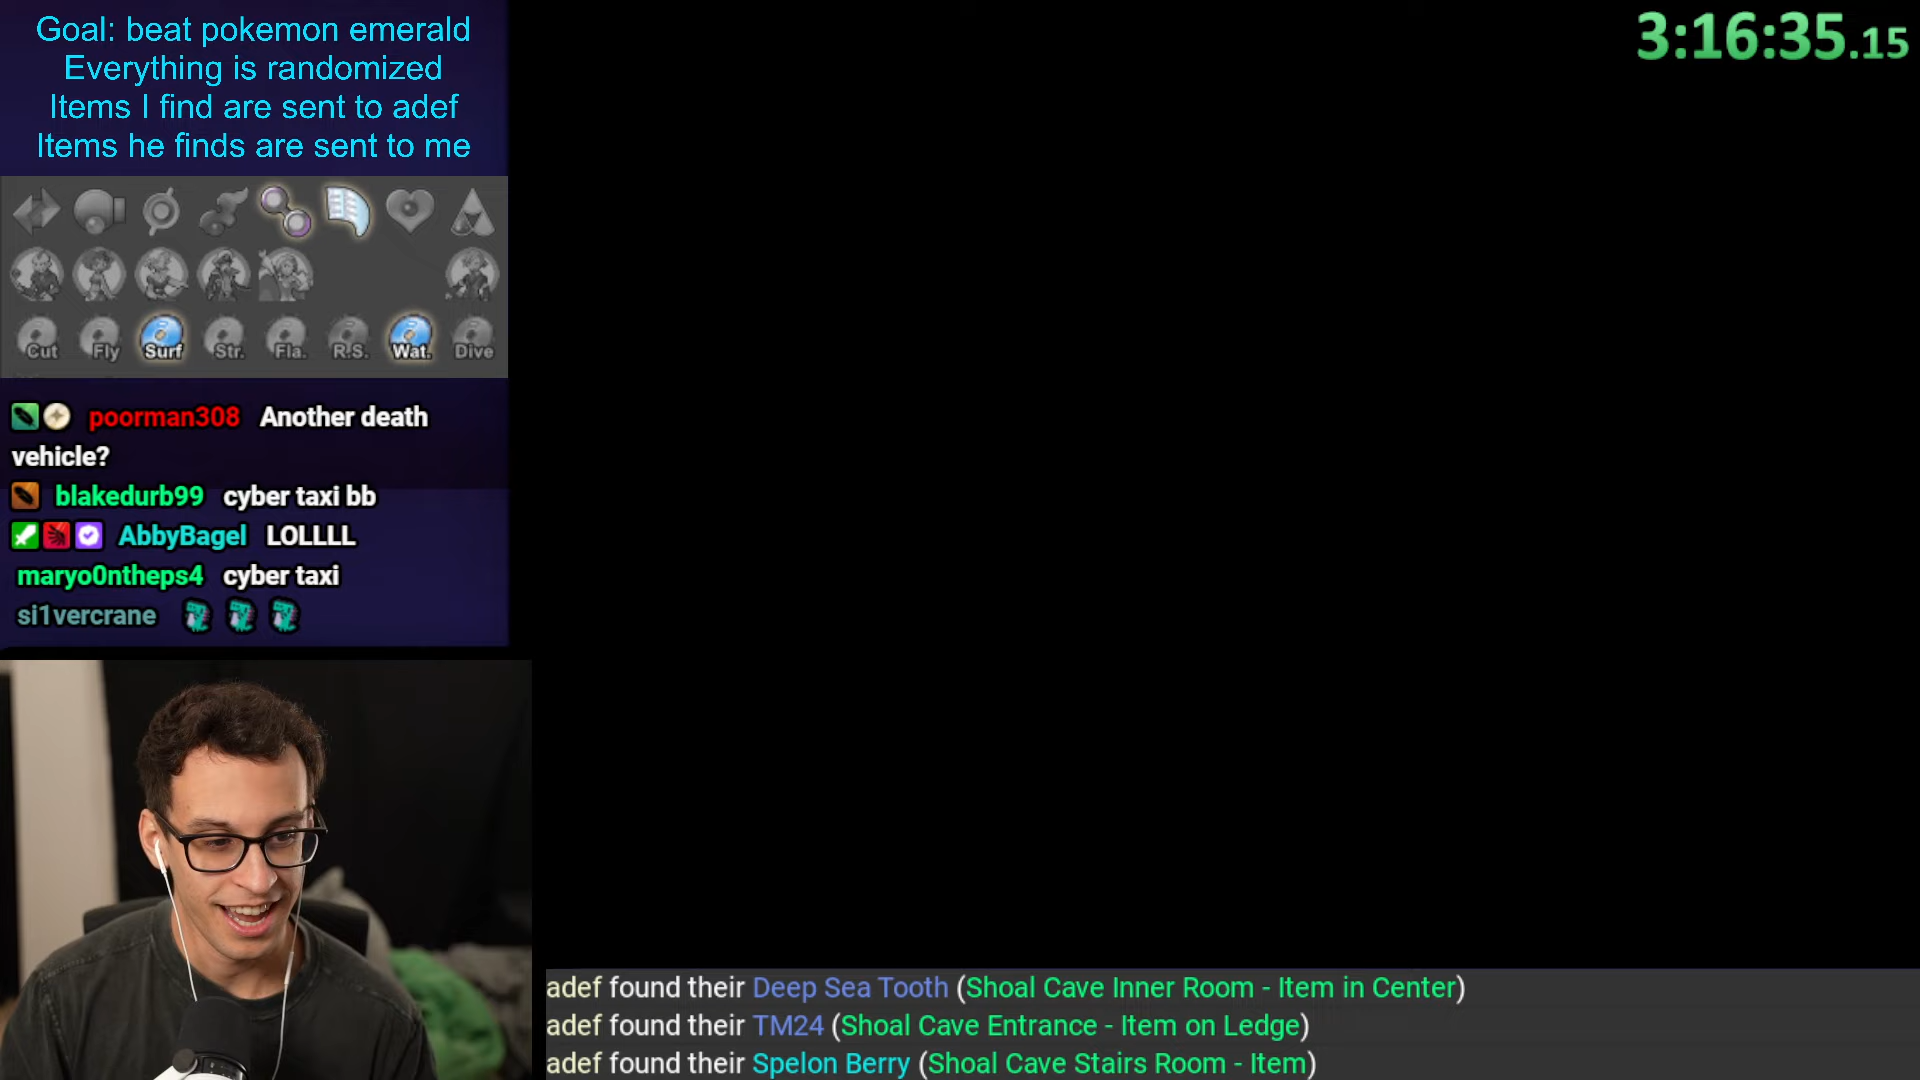 Goal: beat pokemon emerald
Everything is randomized
Items I find are sent to adef
Items he finds are sent to me
3:16:35.15
Cut Fly Surf Str. Fla. R.S. Wat. Dive
poorman308 Another death
vehicle?
blakedurb99 cyber taxi bb
AbbyBagel LOLLLL
maryo0ntheps4 cyber taxi
si1vercrane
adef found their Deep Sea Tooth (Shoal Cave Inner Room - Item in Center)
adef found their TM24 (Shoal Cave Entrance - Item on Ledge)
adef found their Spelon Berry (Shoal Cave Stairs Room - Item)